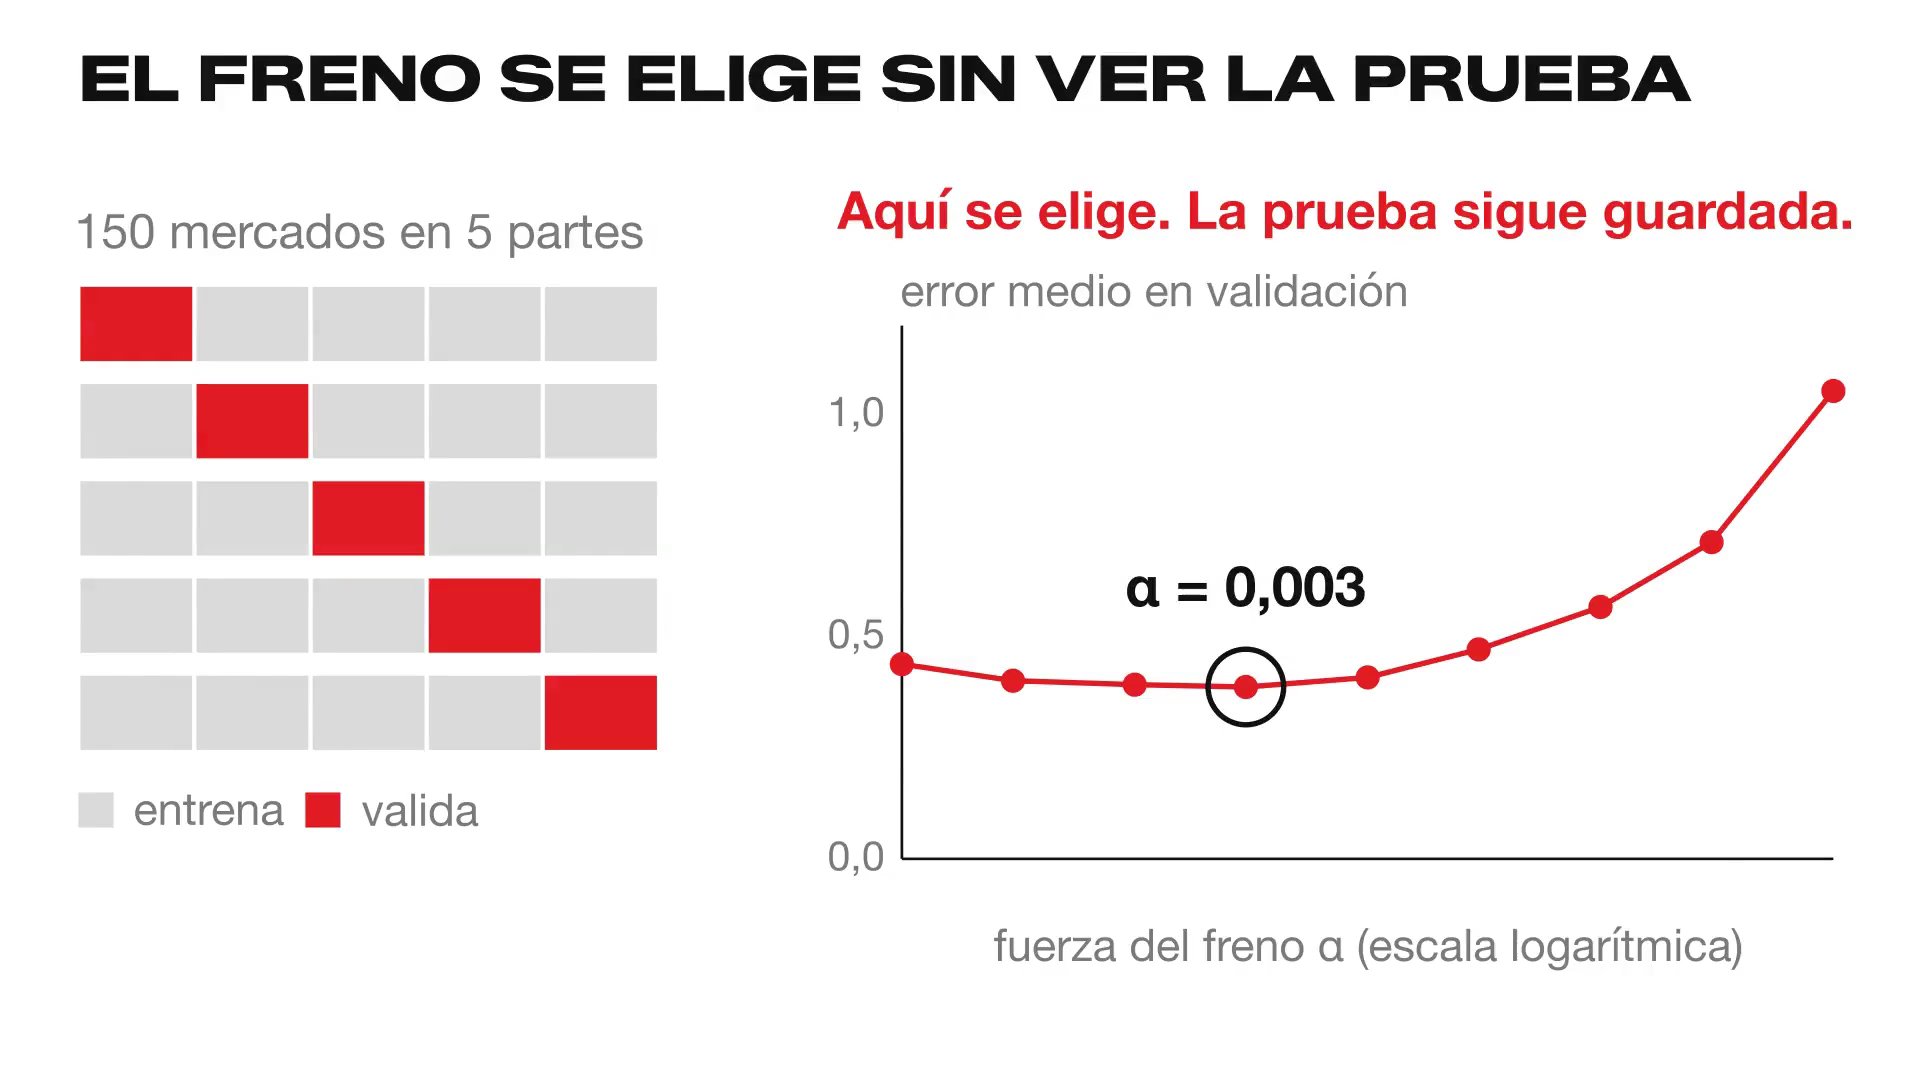 EL FRENO SE ELIGE SIN VER LA PRUEBA
150 mercados en 5 partes
entrena
valida
Aquí se elige. La prueba sigue guardada.
error medio en validación
1,0
0,5
0,0
α = 0,003
fuerza del freno α (escala logarítmica)